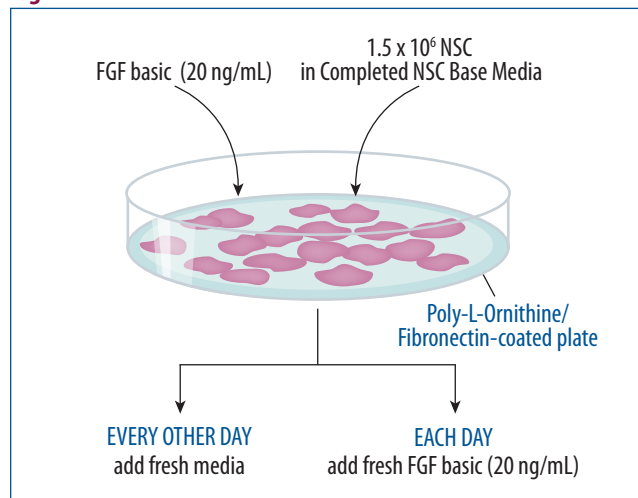 FGF basic (20 ng/mL)
1.5 x 10⁶ NSC
in Completed NSC Base Media
Poly-L-Ornithine/
Fibronectin-coated plate
EVERY OTHER DAY
add fresh media
EACH DAY
add fresh FGF basic (20 ng/mL)